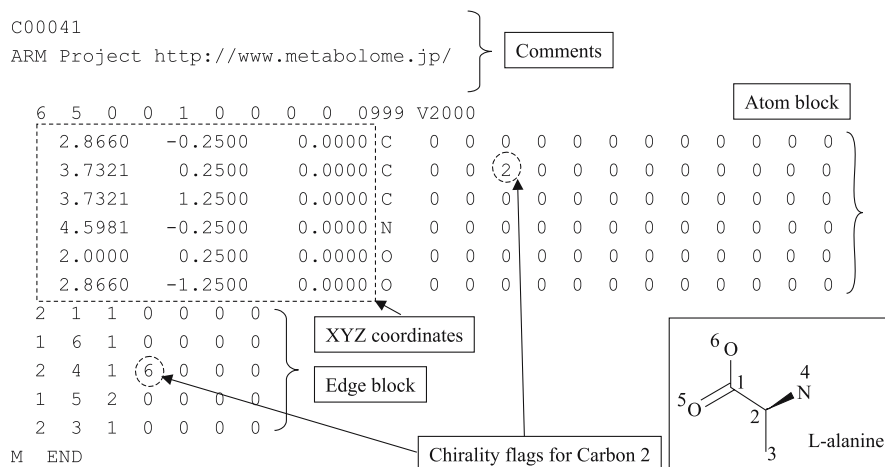 C00041
ARM Project http://www.metabolome.jp/
Comments
6 5 0 0 1 0 0 0 0 0999 V2000
Atom block
2.8660 -0.2500 0.0000 C 0 0 0 0 0 0 0 0 0 0 0 0
3.7321 0.2500 0.0000 C 0 0 2 0 0 0 0 0 0 0 0 0
3.7321 1.2500 0.0000 C 0 0 0 0 0 0 0 0 0 0 0 0
4.5981 -0.2500 0.0000 N 0 0 0 0 0 0 0 0 0 0 0 0
2.0000 0.2500 0.0000 O 0 0 0 0 0 0 0 0 0 0 0 0
2.8660 -1.2500 0.0000 O 0 0 0 0 0 0 0 0 0 0 0 0
2 1 1 0 0 0 0
1 6 1 0 0 0 0
2 4 1 6 0 0 0
1 5 2 0 0 0 0
2 3 1 0 0 0 0
M END
XYZ coordinates
Edge block
Chirality flags for Carbon 2
6 O
1
4
N
5 O
2
3
L-alanine